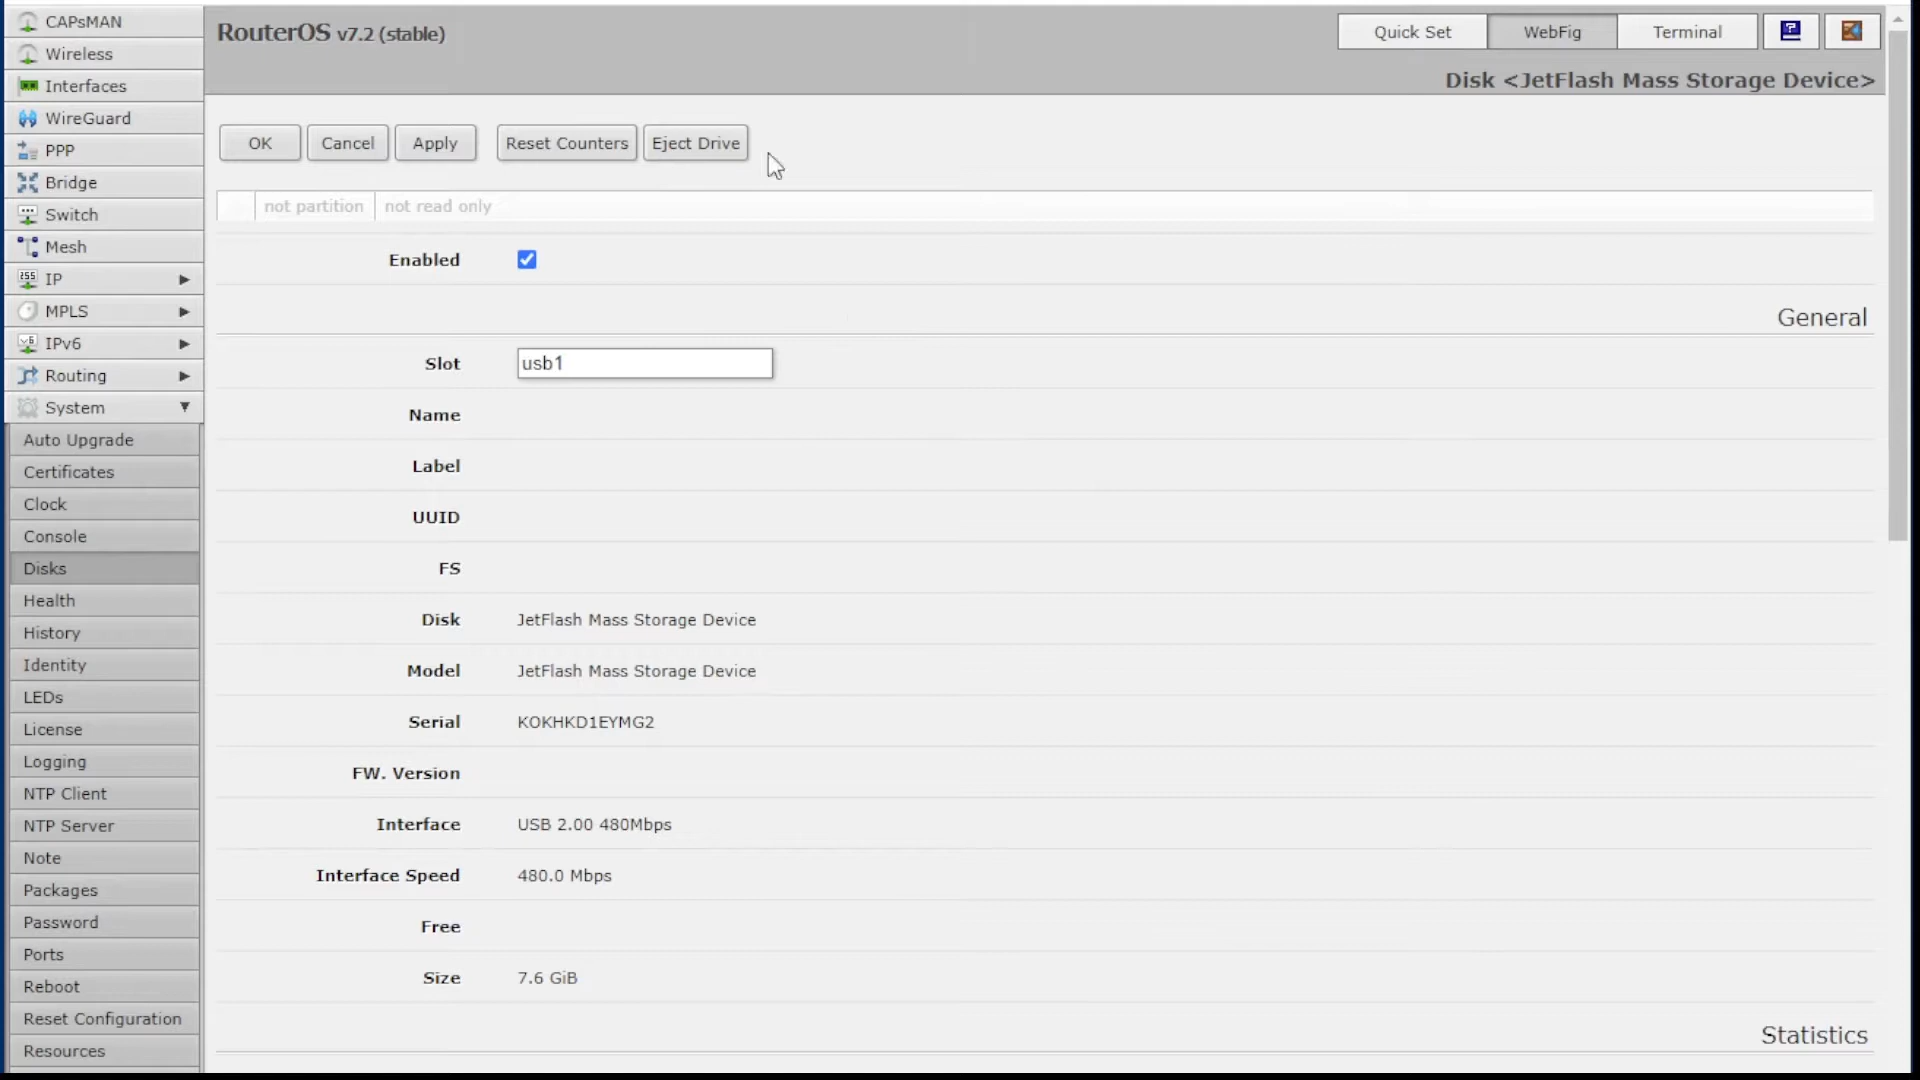 CAPsMAN
Wireless
Interfaces
WireGuard
PPP
Bridge
Switch
Mesh
IP
MPLS
IPv6
Routing
System
Auto Upgrade
Certificates
Clock
Console
Disks
Health
History
Identity
LEDs
License
Logging
NTP Client
NTP Server
Note
Packages
Password
Ports
Reboot
Reset Configuration
Resources
RouterOS v7.2 (stable)
Quick Set WebFig Terminal
Disk <JetFlash Mass Storage Device>
OK Cancel Apply Reset Counters Eject Drive
not partition not read only
Enabled
General
Slot usb1
Name
Label
UUID
FS
Disk JetFlash Mass Storage Device
Model JetFlash Mass Storage Device
Serial KOKHKD1EYMG2
FW. Version
Interface USB 2.00 480Mbps
Interface Speed 480.0 Mbps
Free
Size 7.6 GiB
Statistics